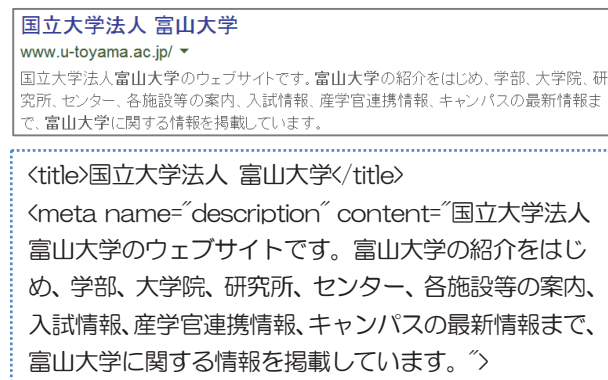 国立大学法人 富山大学
www.u-toyama.ac.jp/ ▼
国立大学法人富山大学のウェブサイトです。富山大学の紹介をはじめ、学部、大学院、研
究所、センター、各施設等の案内、入試情報、産学官連携情報、キャンパスの最新情報ま
で、富山大学に関する情報を掲載しています。
<title>国立大学法人 富山大学</title>
<meta name="description" content="国立大学法人
富山大学のウェブサイトです。富山大学の紹介をはじ
め、学部、大学院、研究所、センター、各施設等の案内、
入試情報、産学官連携情報、キャンパスの最新情報まで、
富山大学に関する情報を掲載しています。">